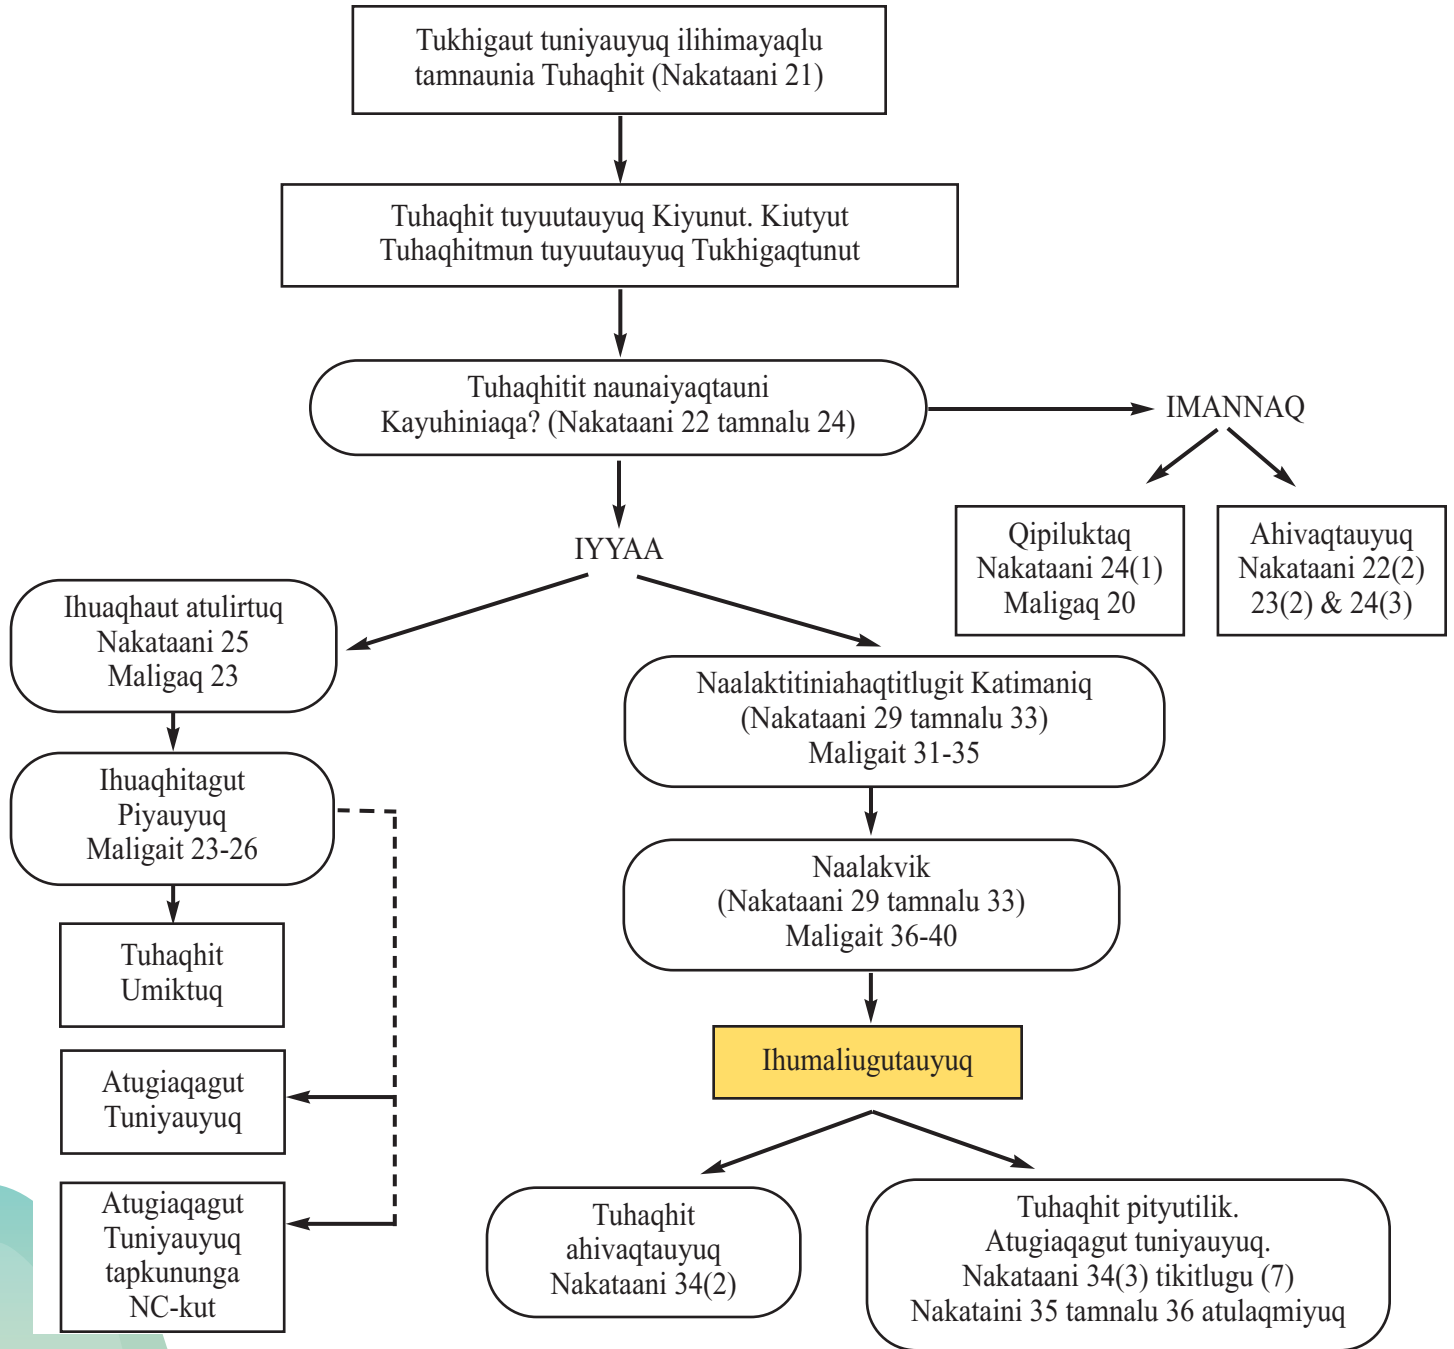 Tukhigaut tuniyauyuq ilihimayaqlu
tamnaunia Tuhaqhit (Nakataani 21)
Tuhaqhit tuyuutauyuq Kiyunut. Kiutyut
Tuhaqhitmun tuyuutauyuq Tukhigaqtunut
Tuhaqhitit naunaiyaqtauni
Kayuhiniaqa? (Nakataani 22 tamnalu 24)
IMANNAQ
Qipiluktaq
Nakataani 24(1)
Maligaq 20
Ahivaqtauyuq
Nakataani 22(2)
23(2) & 24(3)
IYYAA
Ihuaqhaut atulirtuq
Nakataani 25
Maligaq 23
Ihuaqhitagut
Piyauyuq
Maligait 23-26
Tuhaqhit
Umiktuq
Atugiaqagut
Tuniyauyuq
Atugiaqagut
Tuniyauyuq
tapkununga
NC-kut
Naalaktitiniahaqtitlugit Katimaniq
(Nakataani 29 tamnalu 33)
Maligait 31-35
Naalakvik
(Nakataani 29 tamnalu 33)
Maligait 36-40
Ihumaliugutauyuq
Tuhaqhit
ahivaqtauyuq
Nakataani 34(2)
Tuhaqhit pityutilik.
Atugiaqagut tuniyauyuq.
Nakataani 34(3) tikitlugu (7)
Nakataini 35 tamnalu 36 atulaqmiyuq